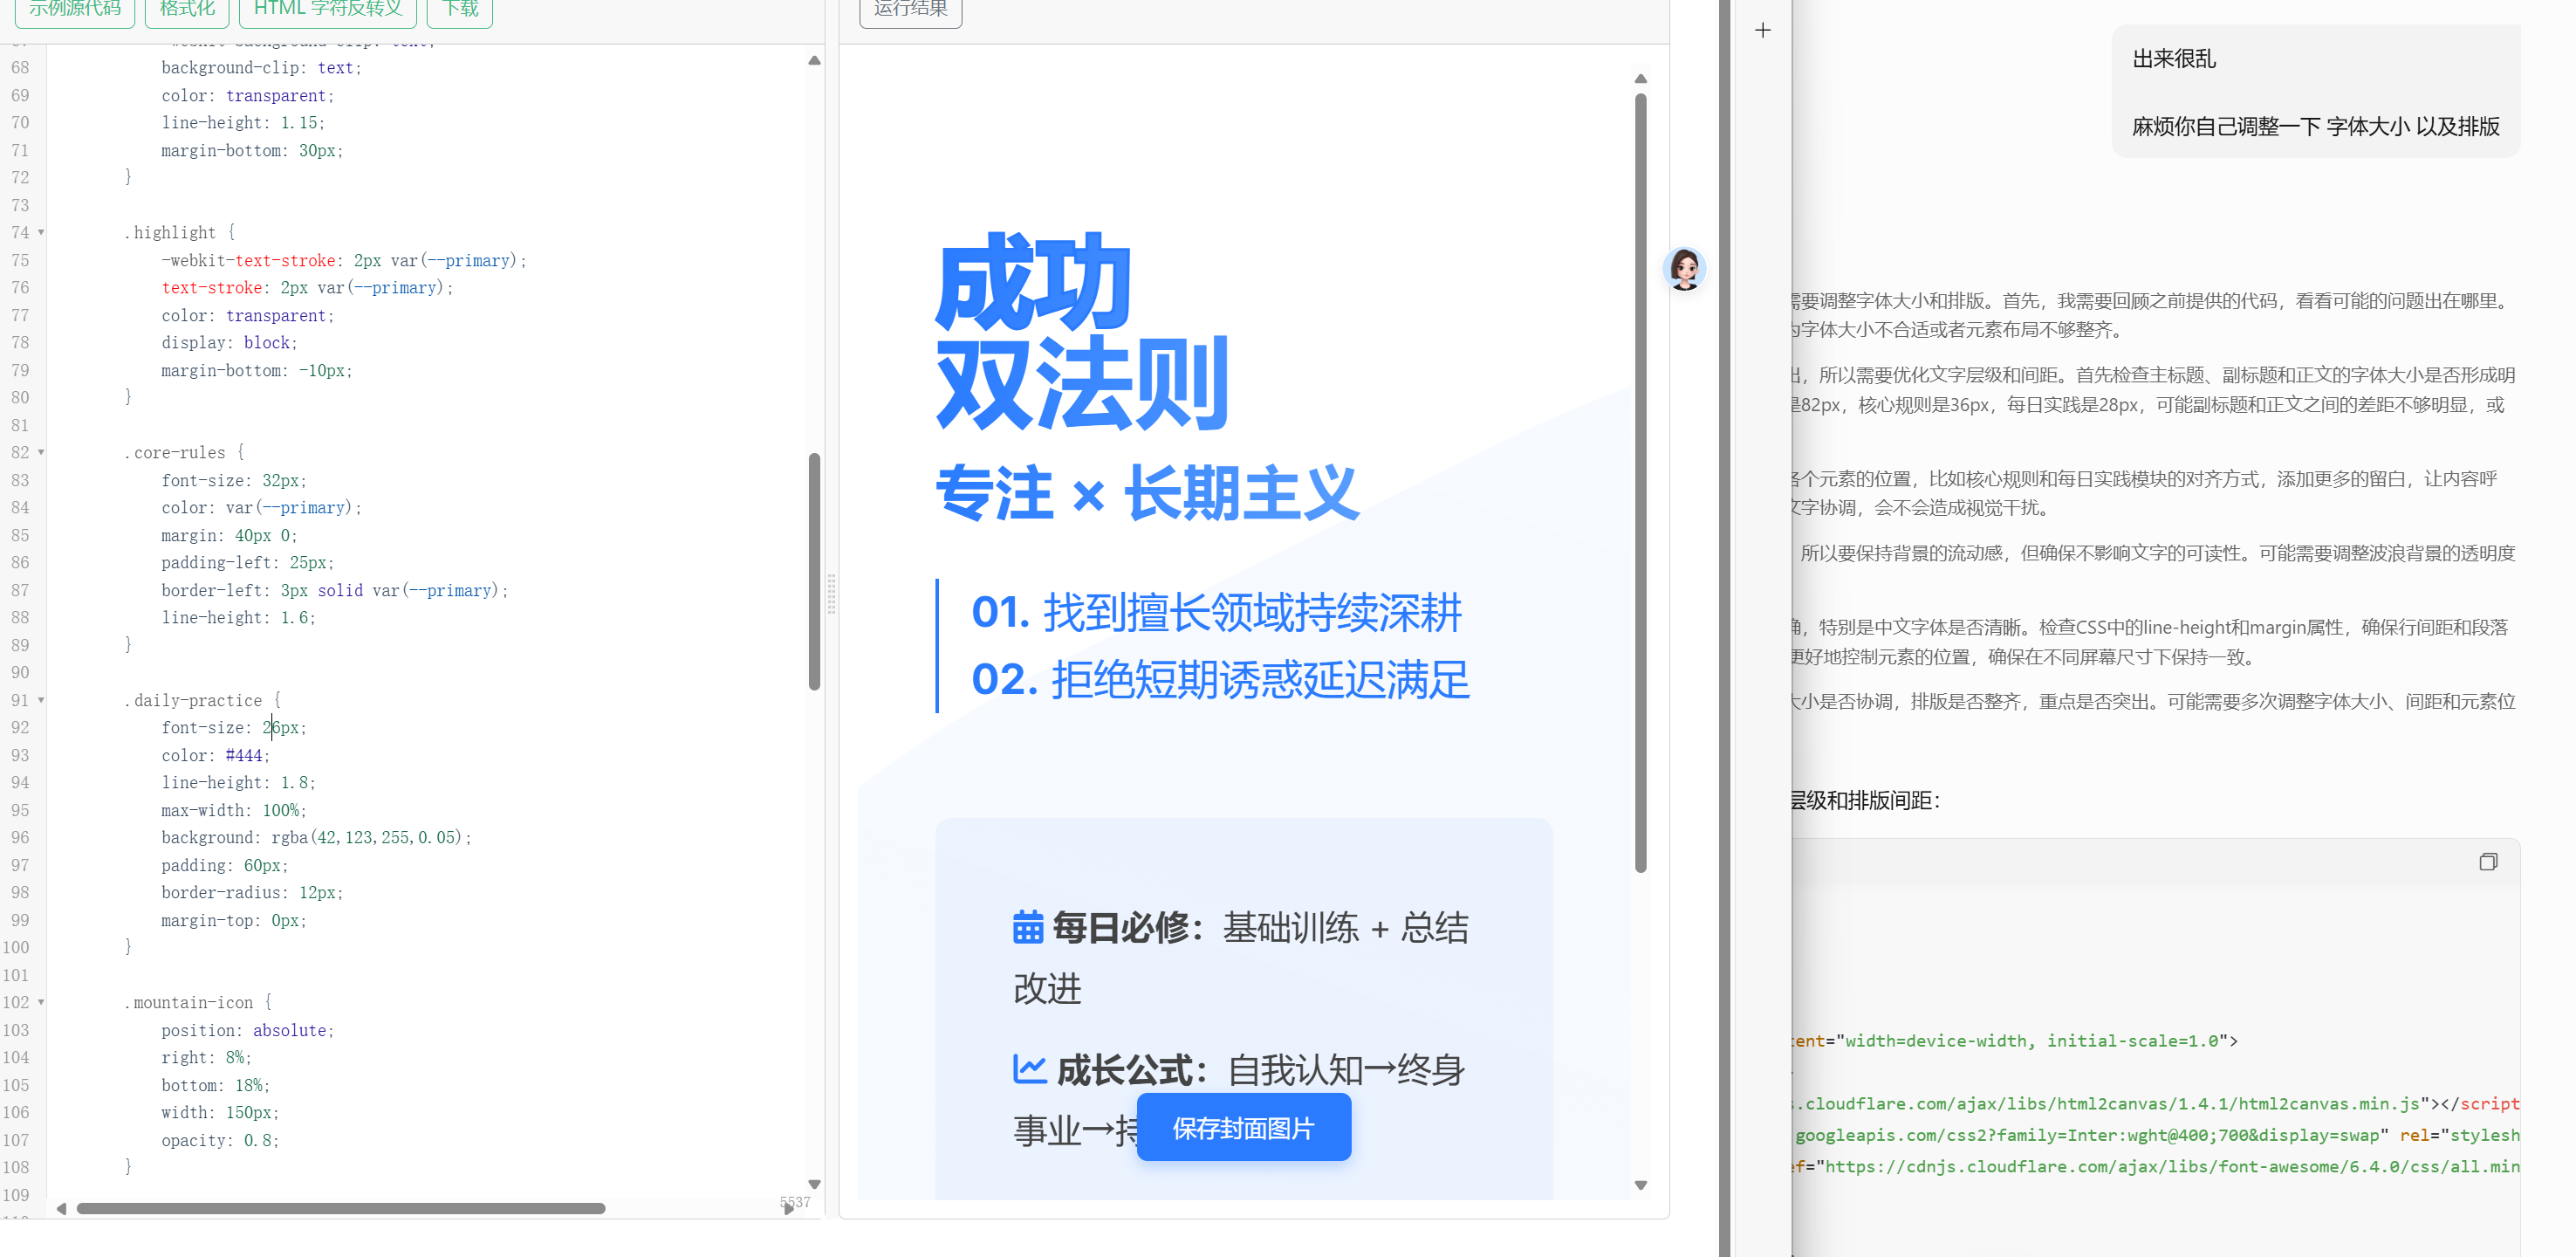 示例源代码
格式化
HTML 字符反转义
下载
68 background-clip: text;
69 color: transparent;
70 line-height: 1.15;
71 margin-bottom: 30px;
72 }
73
74 .highlight {
75 -webkit-text-stroke: 2px var(--primary);
76 text-stroke: 2px var(--primary);
77 color: transparent;
78 display: block;
79 margin-bottom: -10px;
80 }
81
82 .core-rules {
83 font-size: 32px;
84 color: var(--primary);
85 margin: 40px 0;
86 padding-left: 25px;
87 border-left: 3px solid var(--primary);
88 line-height: 1.6;
89 }
90
91 .daily-practice {
92 font-size: 26px;
93 color: #444;
94 line-height: 1.8;
95 max-width: 100%;
96 background: rgba(42,123,255,0.05);
97 padding: 60px;
98 border-radius: 12px;
99 margin-top: 0px;
100 }
101
102 .mountain-icon {
103 position: absolute;
104 right: 8%;
105 bottom: 18%;
106 width: 150px;
107 opacity: 0.8;
108 }
109
5537
运行结果
成功
双法则
专注 × 长期主义
01. 找到擅长领域持续深耕
02. 拒绝短期诱惑延迟满足
每日必修：基础训练 + 总结
改进
成长公式：自我认知→终身
事业→持
保存封面图片
出来很乱
麻烦你自己调整一下 字体大小 以及排版
需要调整字体大小和排版。首先，我需要回顾之前提供的代码，看看可能的问题出在哪里。
为字体大小不合适或者元素布局不够整齐。
出，所以需要优化文字层级和间距。首先检查主标题、副标题和正文的字体大小是否形成明
是82px，核心规则是36px，每日实践是28px，可能副标题和正文之间的差距不够明显，或
各个元素的位置，比如核心规则和每日实践模块的对齐方式，添加更多的留白，让内容呼
文字协调，会不会造成视觉干扰。
所以要保持背景的流动感，但确保不影响文字的可读性。可能需要调整波浪背景的透明度
确，特别是中文字体是否清晰。检查CSS中的line-height和margin属性，确保行间距和段落
更好地控制元素的位置，确保在不同屏幕尺寸下保持一致。
大小是否协调，排版是否整齐，重点是否突出。可能需要多次调整字体大小、间距和元素位
层级和排版间距：
tent="width=device-width, initial-scale=1.0">
s.cloudflare.com/ajax/libs/html2canvas/1.4.1/html2canvas.min.js"></script
googleapis.com/css2?family=Inter:wght@400;700&display=swap" rel="stylesh
ef="https://cdnjs.cloudflare.com/ajax/libs/font-awesome/6.4.0/css/all.min